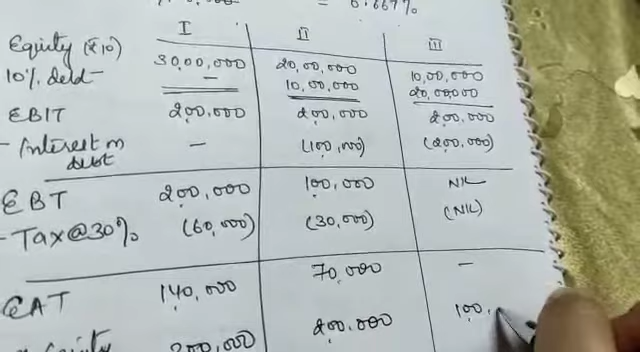 = 6.667%
I II III
Equity (₹10) 30,00,000 20,00,000 10,00,000
10% debt – 10,00,000 20,00,000
EBIT 200,000 200,000 200,000
- Interest on debt – (100,000) (200,000)
EBT 200,000 100,000 NIL
- Tax@30% (60,000) (30,000) (NIL)
EAT 140,000 70,000 –
200,000 100,